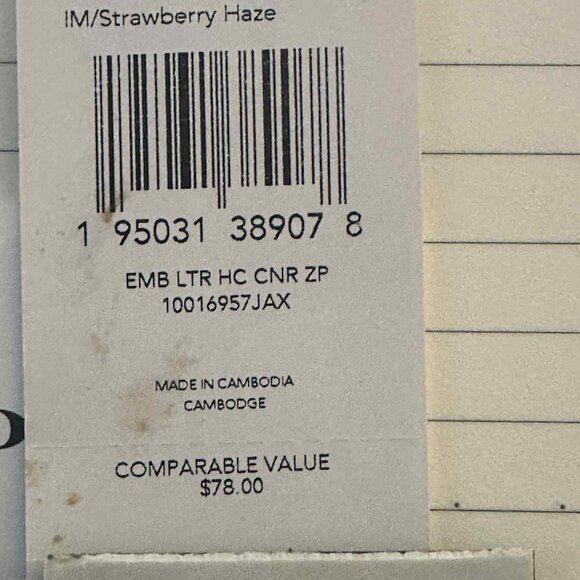 IM/Strawberry Haze
1 95031 38907 8
EMB LTR HC CNR ZP
10016957JAX
MADE IN CAMBODIA
CAMBODGE
COMPARABLE VALUE
$78.00